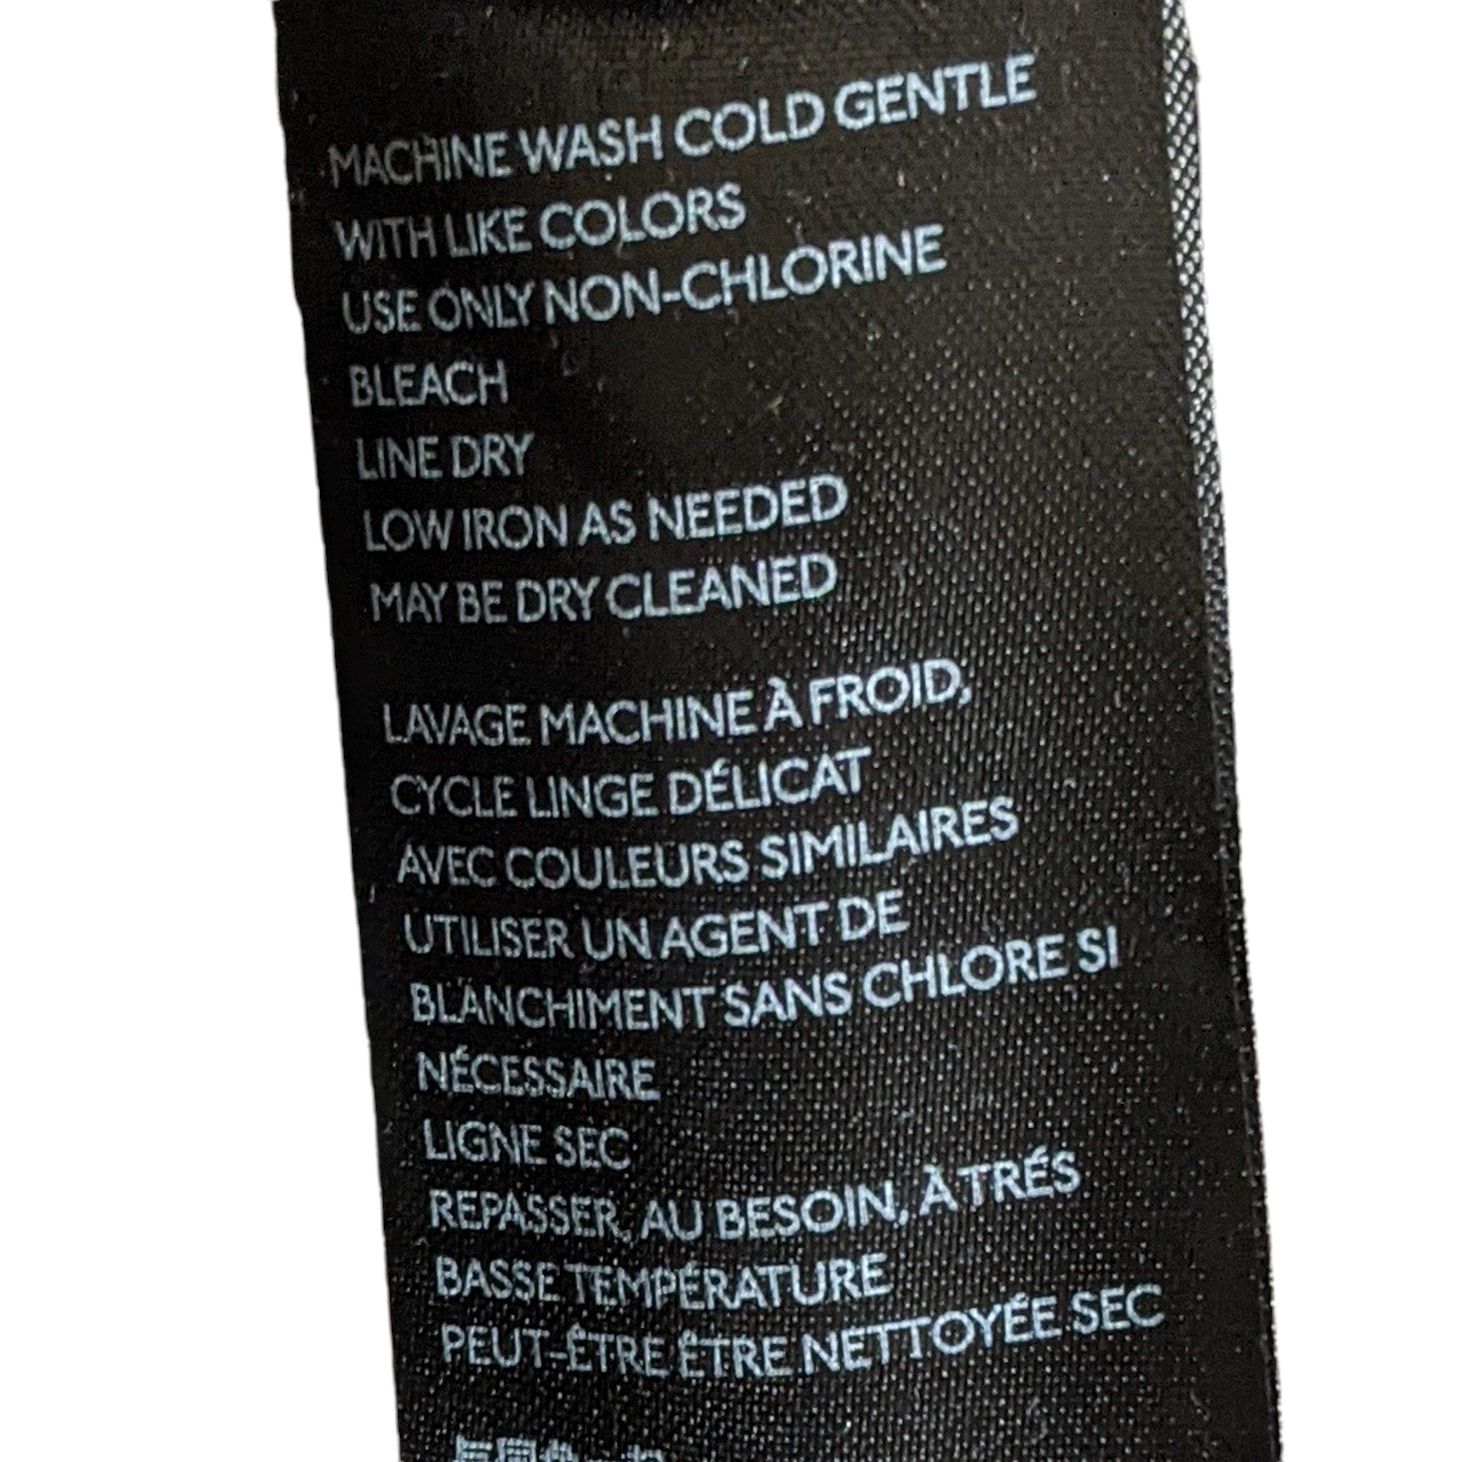 MACHINE WASH COLD GENTLE
WITH LIKE COLORS
USE ONLY NON-CHLORINE
BLEACH
LINE DRY
LOW IRON AS NEEDED
MAY BE DRY CLEANED
LAVAGE MACHINE À FROID,
CYCLE LINGE DÉLICAT
AVEC COULEURS SIMILAIRES
UTILISER UN AGENT DE
BLANCHIMENT SANS CHLORE SI
NÉCESSAIRE
LIGNE SEC
REPASSER, AU BESOIN, À TRÉS
BASSE TEMPÉRATURE
PEUT-ÊTRE ÊTRE NETTOYÉE SEC